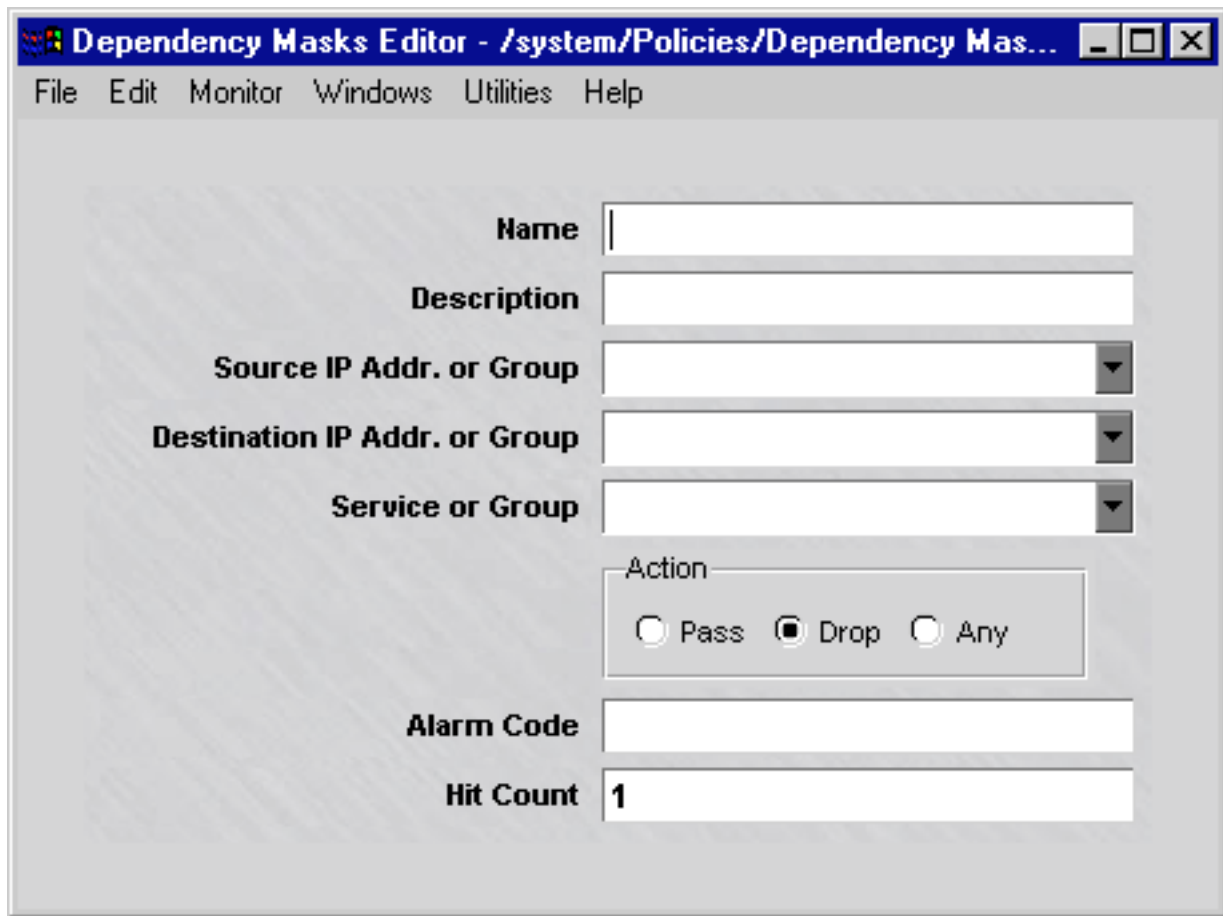 Dependency Masks Editor - /system/Policies/Dependency Mas...
File Edit Monitor Windows Utilities Help
Name
Description
Source IP Addr. or Group
Destination IP Addr. or Group
Service or Group
Action
Pass Drop Any
Alarm Code
Hit Count 1